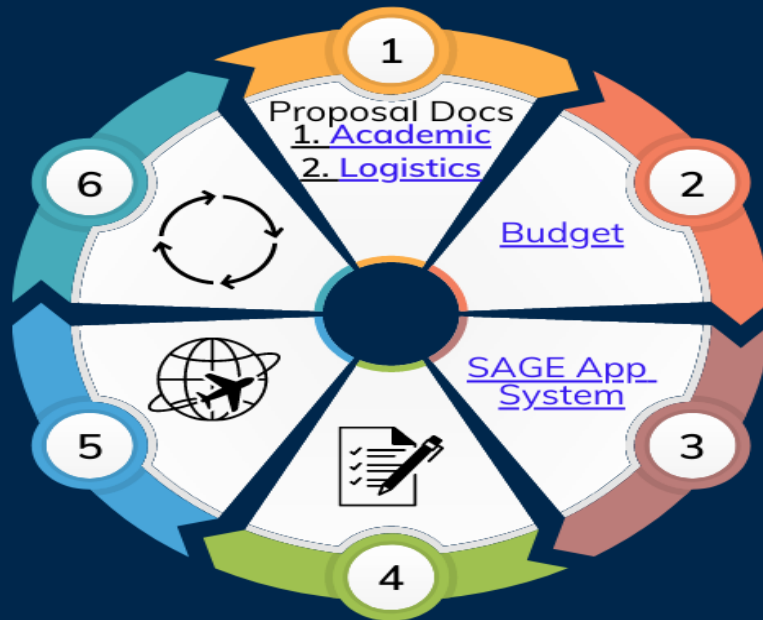 1
Proposal Docs
1. Academic
2. Logistics
2
Budget
3
SAGE App
System
4
5
6